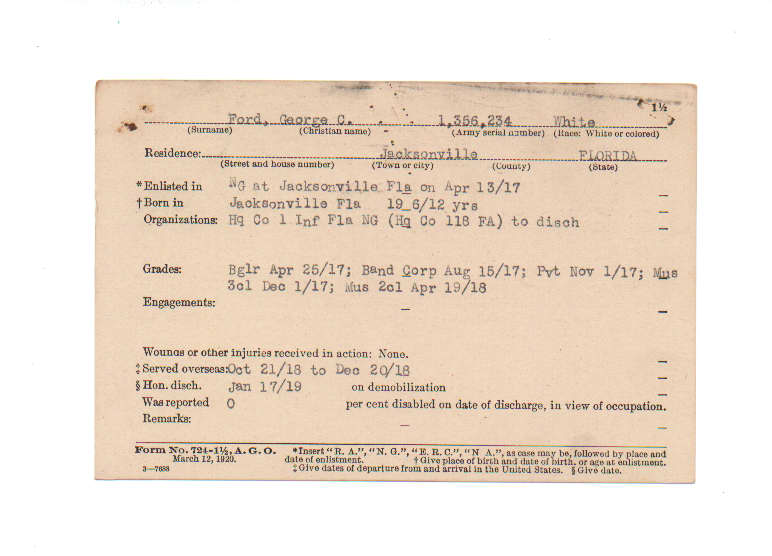 1½
Ford, George C. 1,356,234 White
(Surname) (Christian name) (Army serial number) (Race: White or colored)
Residence: Jacksonville FLORIDA
(Street and house number) (Town or city) (County) (State)
*Enlisted in NG at Jacksonville Fla on Apr 13/17
†Born in Jacksonville Fla 19 6/12 yrs
Organizations: Hq Co 1 Inf Fla NG (Hq Co 118 FA) to disch
Grades: Bglr Apr 25/17; Band Corp Aug 15/17; Pvt Nov 1/17; Mus
3cl Dec 1/17; Mus 2cl Apr 19/18
Engagements: –
Wounds or other injuries received in action: None.
‡Served overseas: Oct 21/18 to Dec 20/18
§Hon. disch. Jan 17/19 on demobilization
Was reported 0 per cent disabled on date of discharge, in view of occupation.
Remarks: –
Form No. 724-1½, A. G. O. *Insert "R. A.", "N. G.", "E. R. C.", "N A.", as case may be, followed by place and
March 12, 1920. date of enlistment. †Give place of birth and date of birth, or age at enlistment.
3—7638 ‡Give dates of departure from and arrival in the United States. §Give date.